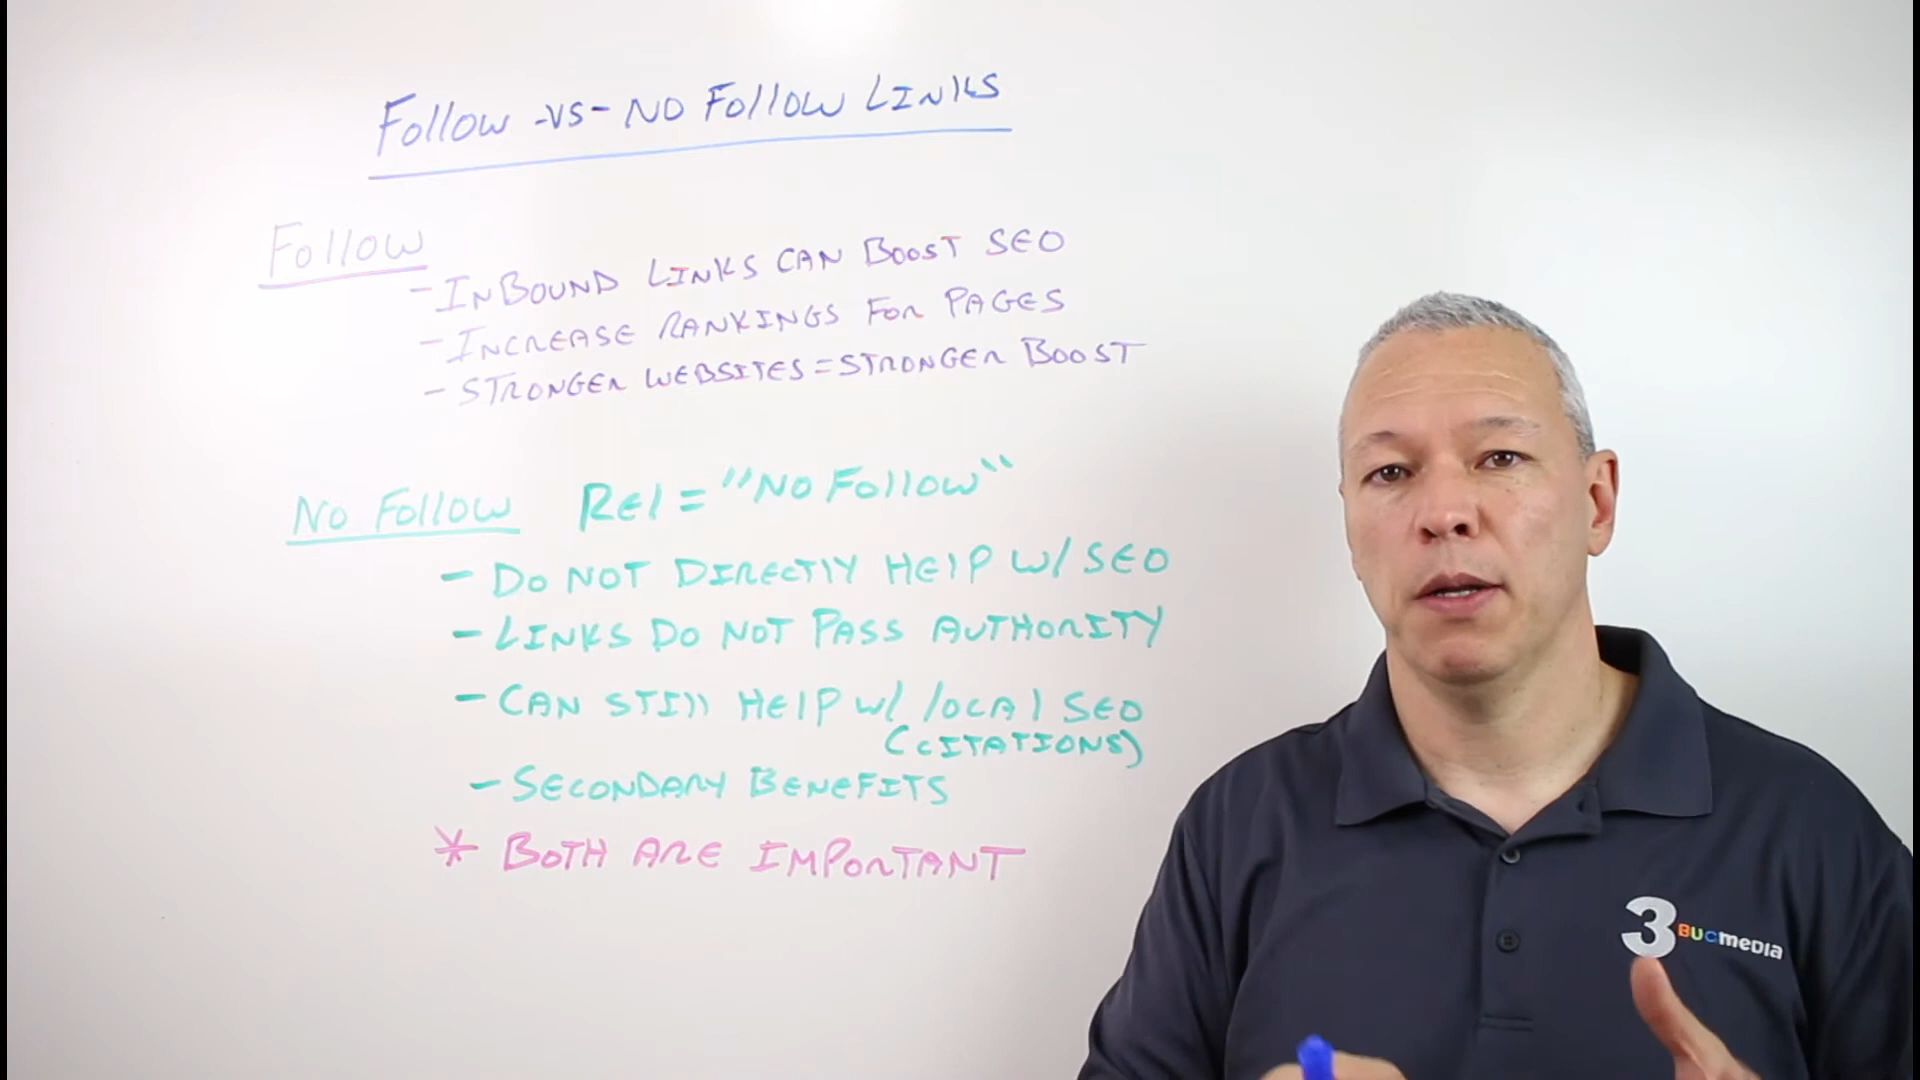 Follow -vs- No Follow Links
Follow
- Inbound Links can Boost SEO
- Increase Rankings for Pages
- Stronger Websites = Stronger Boost
No Follow Rel = "No Follow"
- Do Not Directly Help w/ SEO
- Links Do Not Pass Authority
- Can Still Help w/ local SEO
(citations)
- Secondary Benefits
* Both Are Important
3 BUCMEDIA